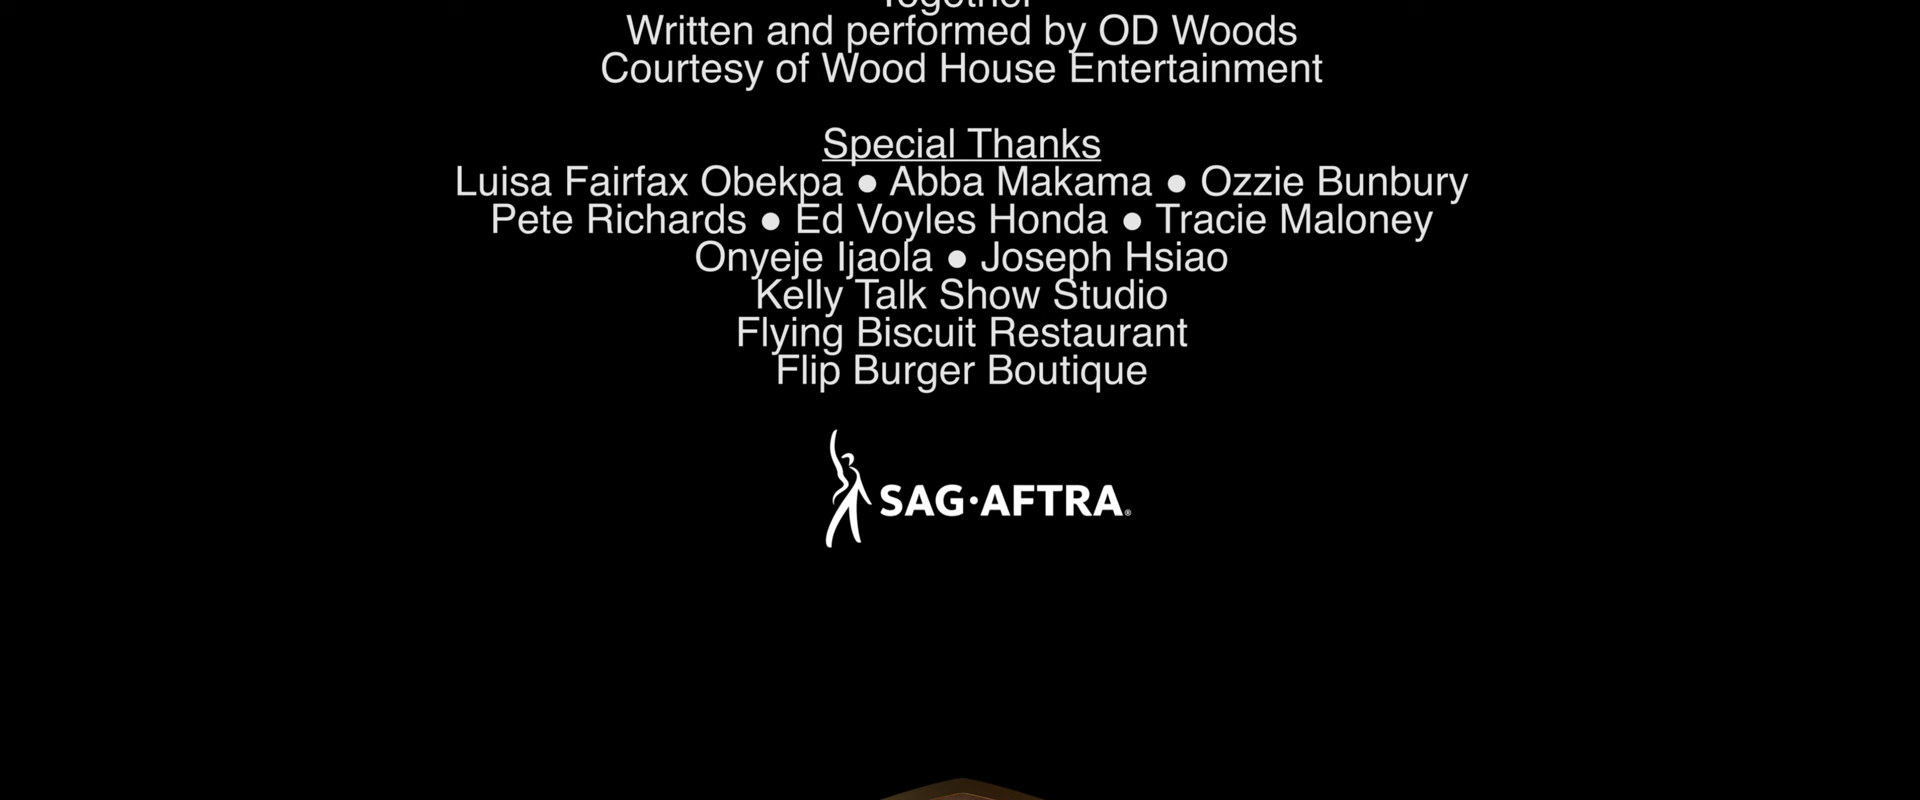 Together
Written and performed by OD Woods
Courtesy of Wood House Entertainment
Special Thanks
Luisa Fairfax Obekpa ● Abba Makama ● Ozzie Bunbury
Pete Richards ● Ed Voyles Honda ● Tracie Maloney
Onyeje Ijaola ● Joseph Hsiao
Kelly Talk Show Studio
Flying Biscuit Restaurant
Flip Burger Boutique
SAG·AFTRA®